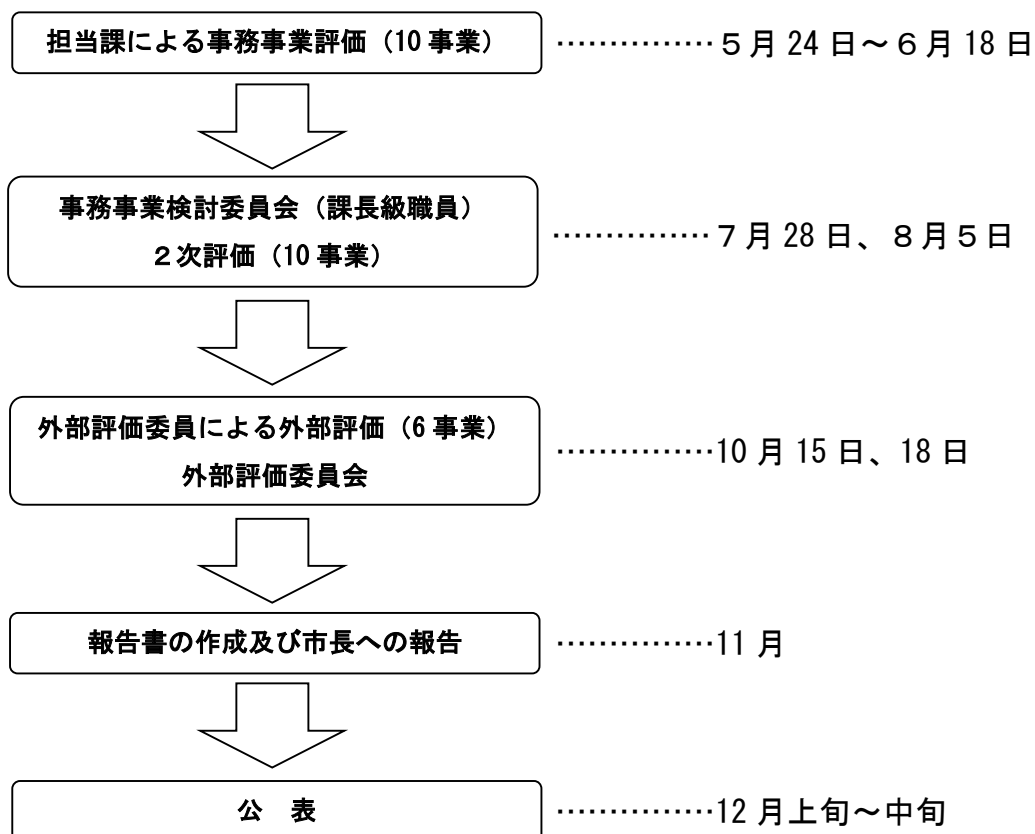 担当課による事務事業評価（10 事業） ……………５月 24 日～６月 18 日
事務事業検討委員会（課長級職員）
２次評価（10 事業） ……………７月 28 日、８月５日
外部評価委員による外部評価（6 事業）
外部評価委員会 ……………10 月 15 日、18 日
報告書の作成及び市長への報告 ……………11 月
公　表 ……………12 月上旬～中旬